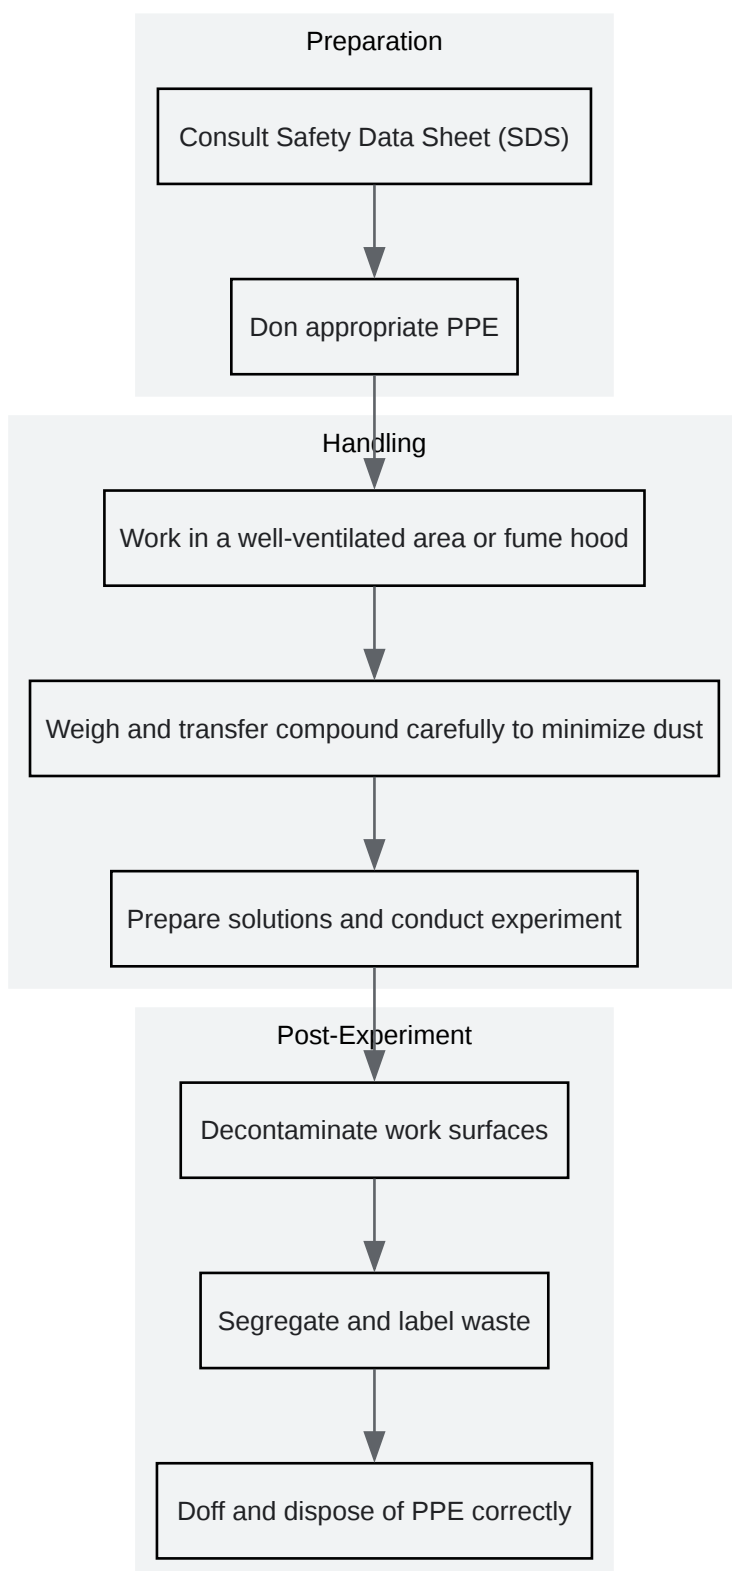 Preparation
Consult Safety Data Sheet (SDS)
Don appropriate PPE
Handling
Work in a well-ventilated area or fume hood
Weigh and transfer compound carefully to minimize dust
Prepare solutions and conduct experiment
Post-Experiment
Decontaminate work surfaces
Segregate and label waste
Doff and dispose of PPE correctly